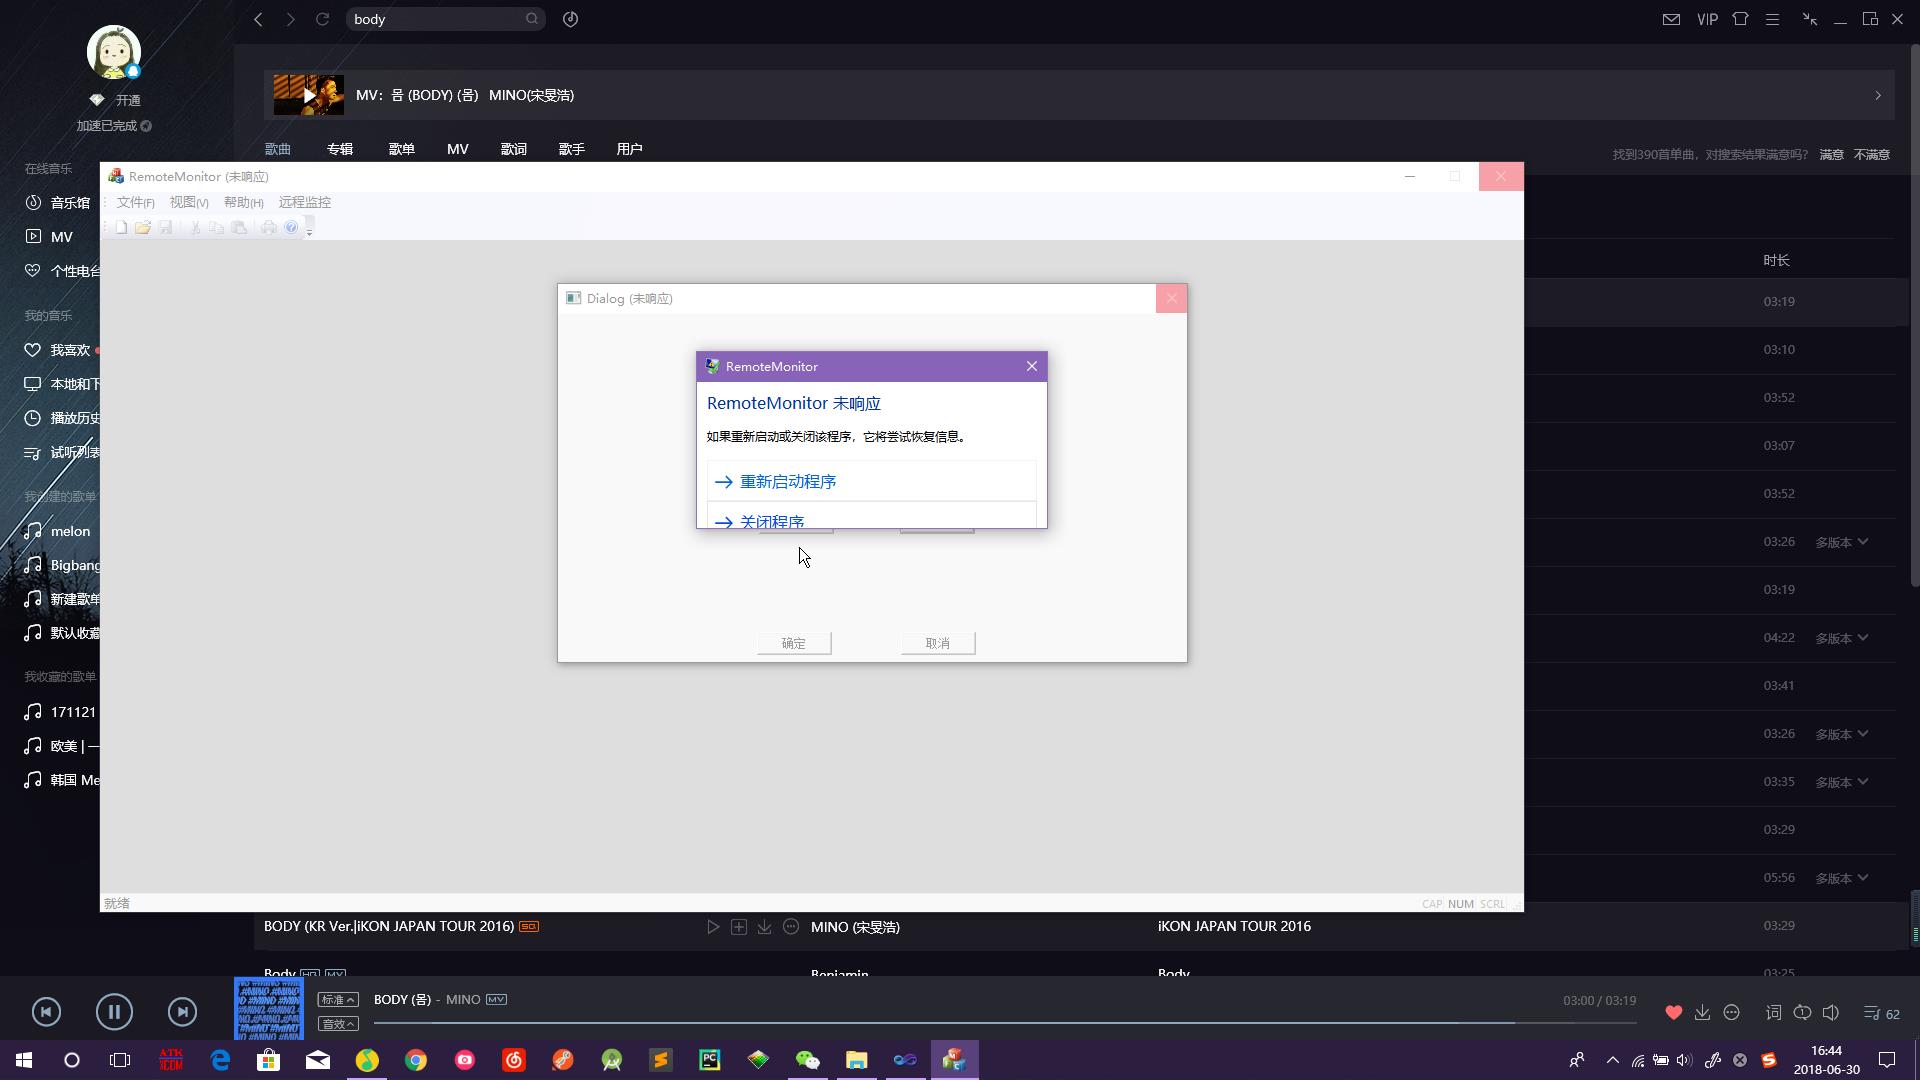 body
VIP
开通
加速已完成
MV：몸 (BODY) (몸) MINO(宋旻浩)
歌曲 专辑 歌单 MV 歌词 歌手 用户
找到390首单曲，对搜索结果满意吗? 满意 不满意
在线音乐
音乐馆
MV
个性电台
我的音乐
我喜欢
本地和下
播放历史
试听列表
我创建的歌单
melon
Bigbang
新建歌单
默认收藏
我收藏的歌单
171121
欧美 | 一
韩国 Me
RemoteMonitor (未响应)
文件(F) 视图(V) 帮助(H) 远程监控
Dialog (未响应)
RemoteMonitor
RemoteMonitor 未响应
如果重新启动或关闭该程序，它将尝试恢复信息。
重新启动程序
关闭程序
确定 取消
就绪
CAP NUM SCRL
时长
03:19
03:10
03:52
03:07
03:52
03:26 多版本
03:19
04:22 多版本
03:41
03:26 多版本
03:35 多版本
03:29
05:56 多版本
BODY (KR Ver.|iKON JAPAN TOUR 2016) SQ MINO (宋旻浩) iKON JAPAN TOUR 2016 03:29
Body HQ MV Benjamin Body 03:25
标准
音效
BODY (몸) - MINO MV
03:00 / 03:19
词
62
16:44
2018-06-30